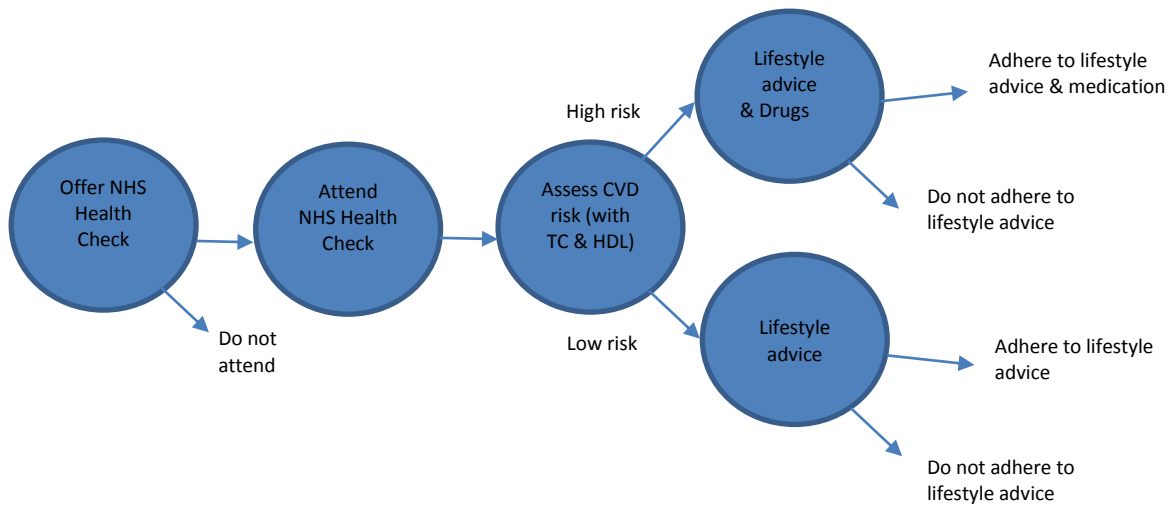 Offer NHS
Health
Check
Do not
attend
Attend
NHS Health
Check
Assess CVD
risk (with
TC & HDL)
High risk
Low risk
Lifestyle
advice
& Drugs
Adhere to lifestyle
advice & medication
Do not adhere to
lifestyle advice
Lifestyle
advice
Adhere to lifestyle
advice
Do not adhere to
lifestyle advice